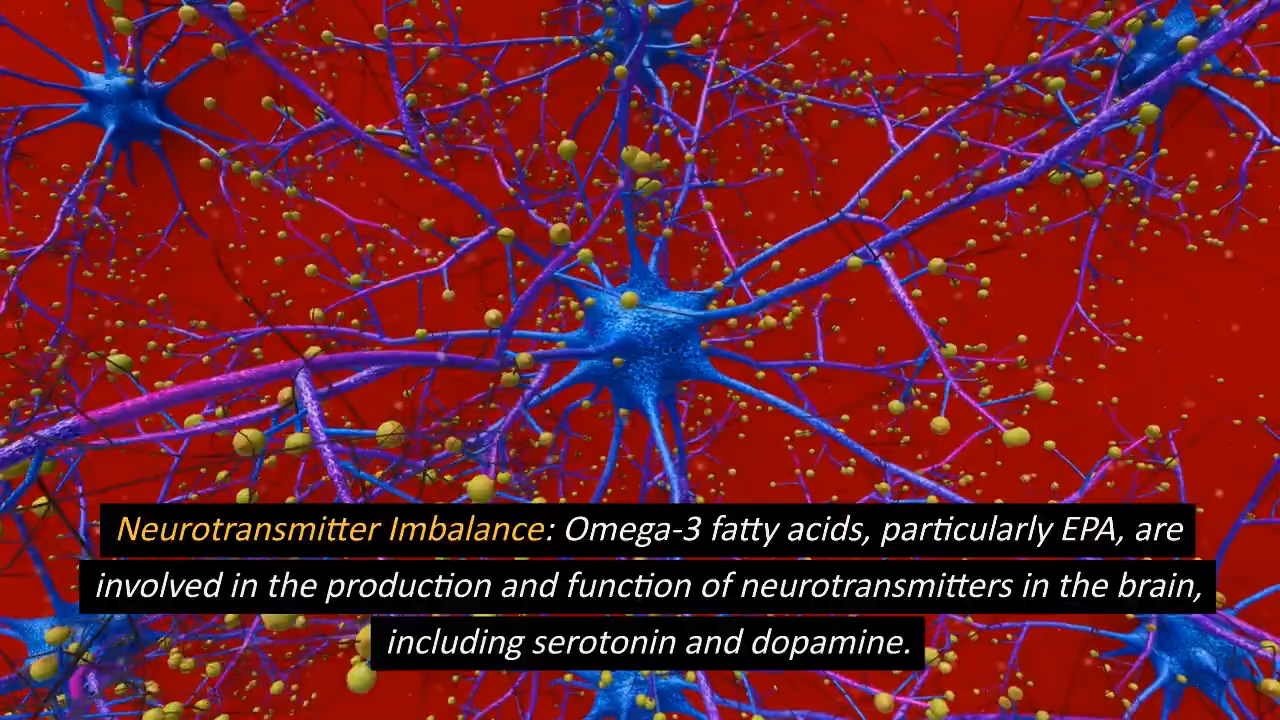 Neurotransmitter Imbalance: Omega-3 fatty acids, particularly EPA, are
involved in the production and function of neurotransmitters in the brain,
including serotonin and dopamine.